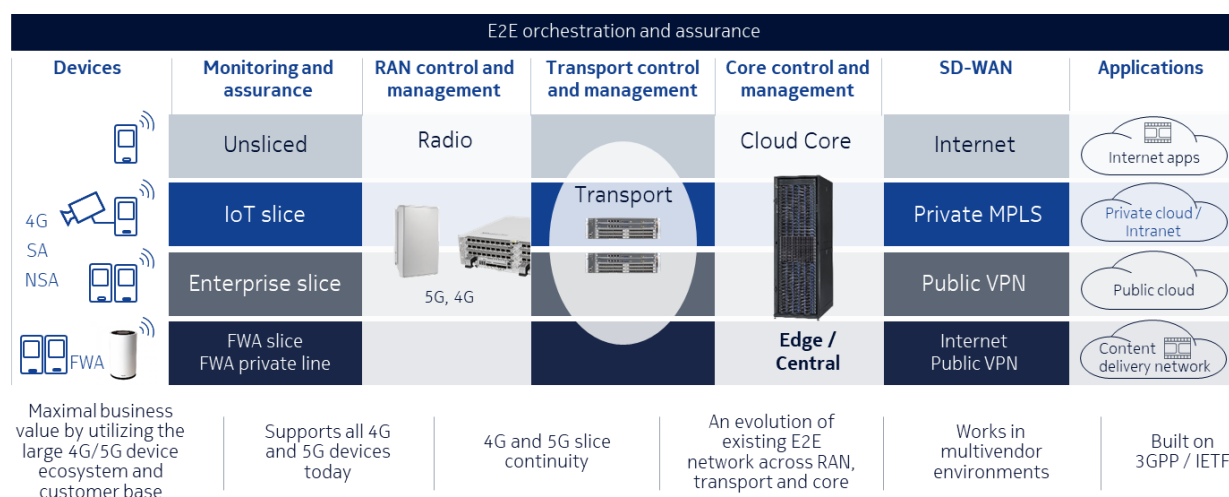 E2E orchestration and assurance
Devices
Monitoring and
assurance
RAN control and
management
Transport control
and management
Core control and
management
SD-WAN
Applications
Unsliced
Radio
Cloud Core
Internet
Internet apps
4G
SA
NSA
IoT slice
Transport
Private MPLS
Private cloud /
Intranet
Enterprise slice
5G, 4G
Public VPN
Public cloud
FWA
FWA slice
FWA private line
Edge /
Central
Internet
Public VPN
Content
delivery network
Maximal business
value by utilizing the
large 4G/5G device
ecosystem and
customer base
Supports all 4G
and 5G devices
today
4G and 5G slice
continuity
An evolution of
existing E2E
network across RAN,
transport and core
Works in
multivendor
environments
Built on
3GPP / IETF